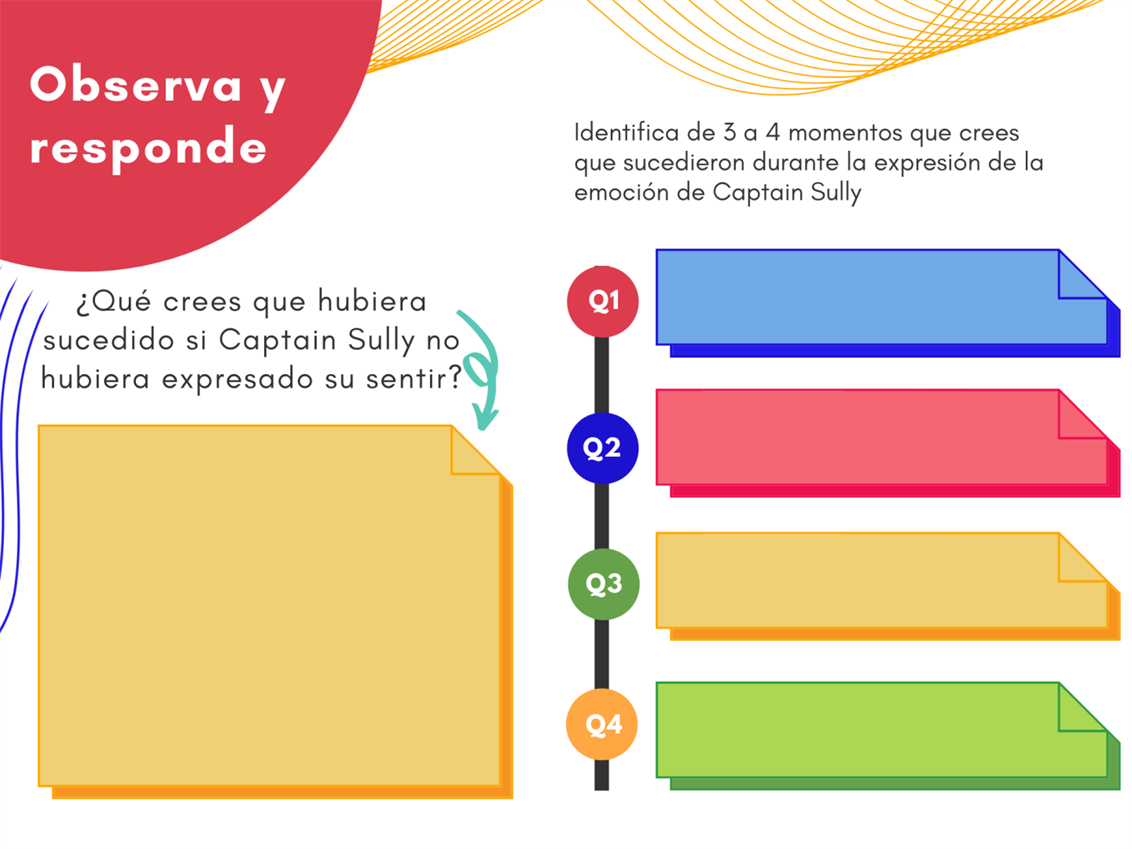 Observa y
responde
¿Qué crees que hubiera
sucedido si Captain Sully no
hubiera expresado su sentir?
Identifica de 3 a 4 momentos que crees
que sucedieron durante la expresión de la
emoción de Captain Sully
Q1
Q2
Q3
Q4